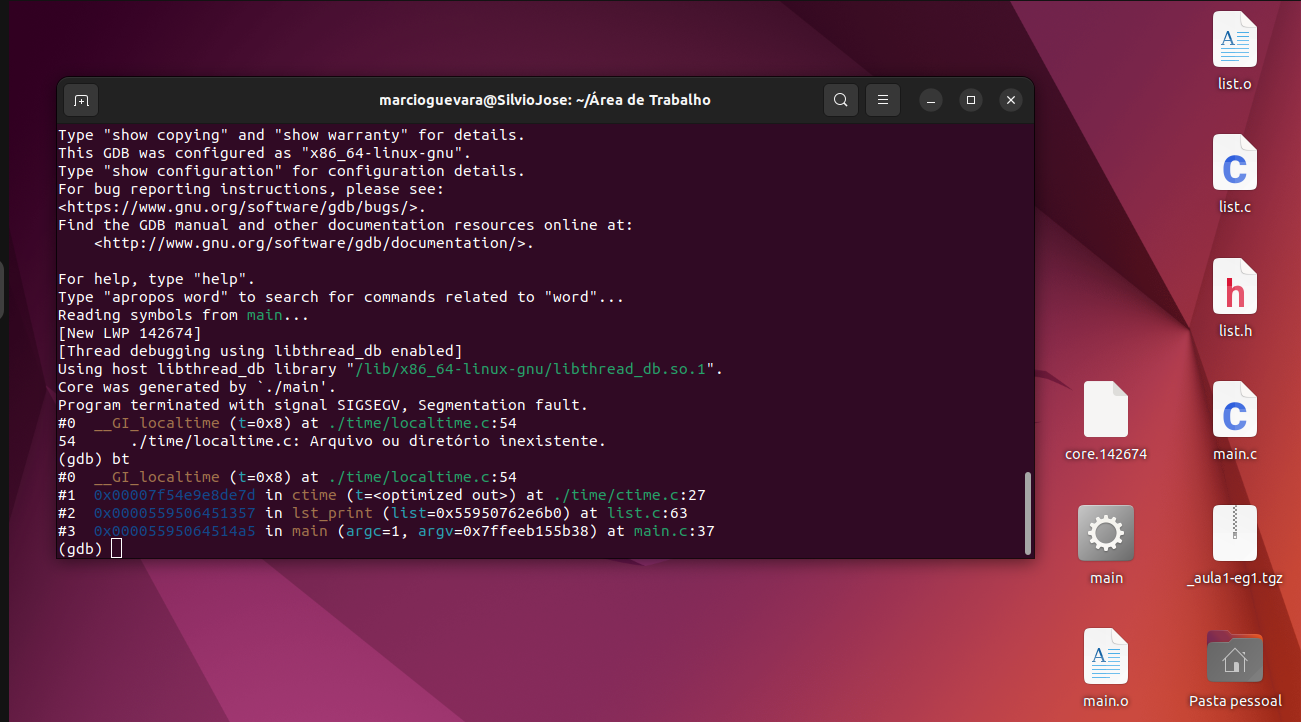 marcioguevara@SilvioJose: ~/Área de Trabalho
Type "show copying" and "show warranty" for details.
This GDB was configured as "x86_64-linux-gnu".
Type "show configuration" for configuration details.
For bug reporting instructions, please see:
<https://www.gnu.org/software/gdb/bugs/>.
Find the GDB manual and other documentation resources online at:
    <http://www.gnu.org/software/gdb/documentation/>.
For help, type "help".
Type "apropos word" to search for commands related to "word"...
Reading symbols from main...
[New LWP 142674]
[Thread debugging using libthread_db enabled]
Using host libthread_db library "/lib/x86_64-linux-gnu/libthread_db.so.1".
Core was generated by `./main'.
Program terminated with signal SIGSEGV, Segmentation fault.
#0  __GI_localtime (t=0x8) at ./time/localtime.c:54
54      ./time/localtime.c: Arquivo ou diretório inexistente.
(gdb) bt
#0  __GI_localtime (t=0x8) at ./time/localtime.c:54
#1  0x00007f54e9e8de7d in ctime (t=<optimized out>) at ./time/ctime.c:27
#2  0x0000559506451357 in lst_print (list=0x55950762e6b0) at list.c:63
#3  0x00005595064514a5 in main (argc=1, argv=0x7ffeeb155b38) at main.c:37
(gdb)
list.o
list.c
list.h
core.142674
main.c
main
_aula1-eg1.tgz
main.o
Pasta pessoal